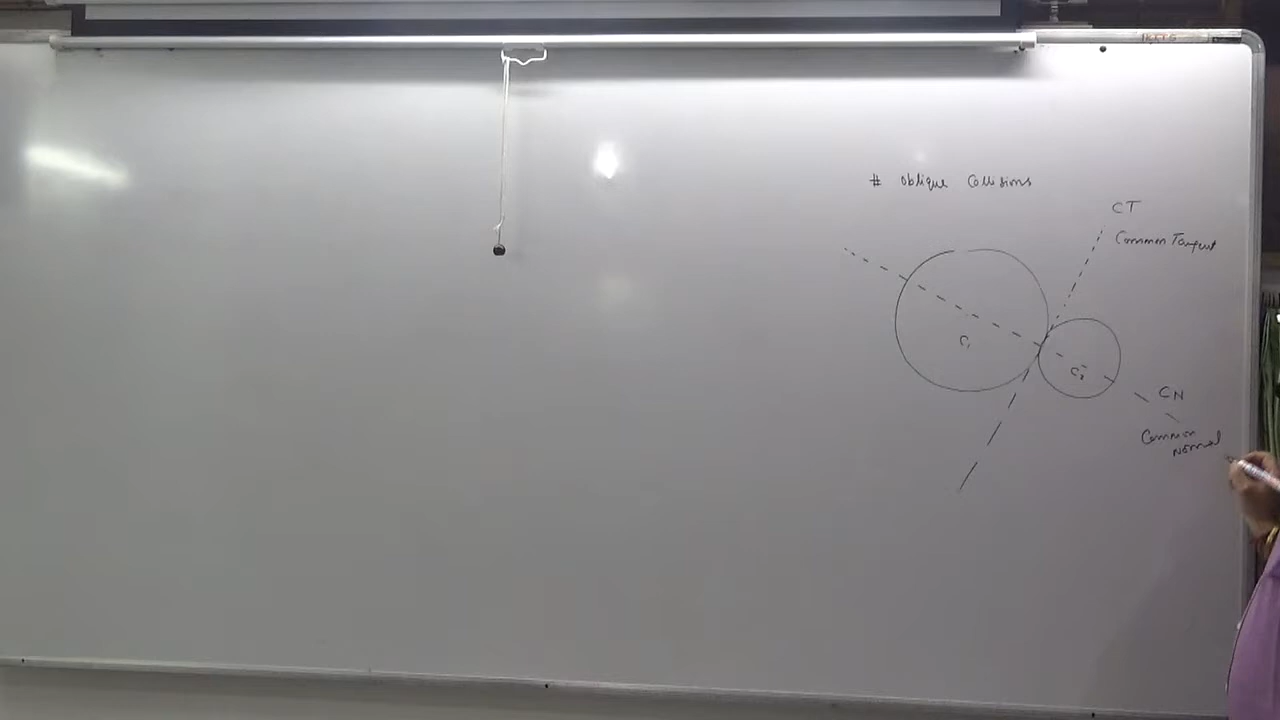 # Oblique Collisions
CT
Common Tangent
C₁
C₂
CN
Common
Normal